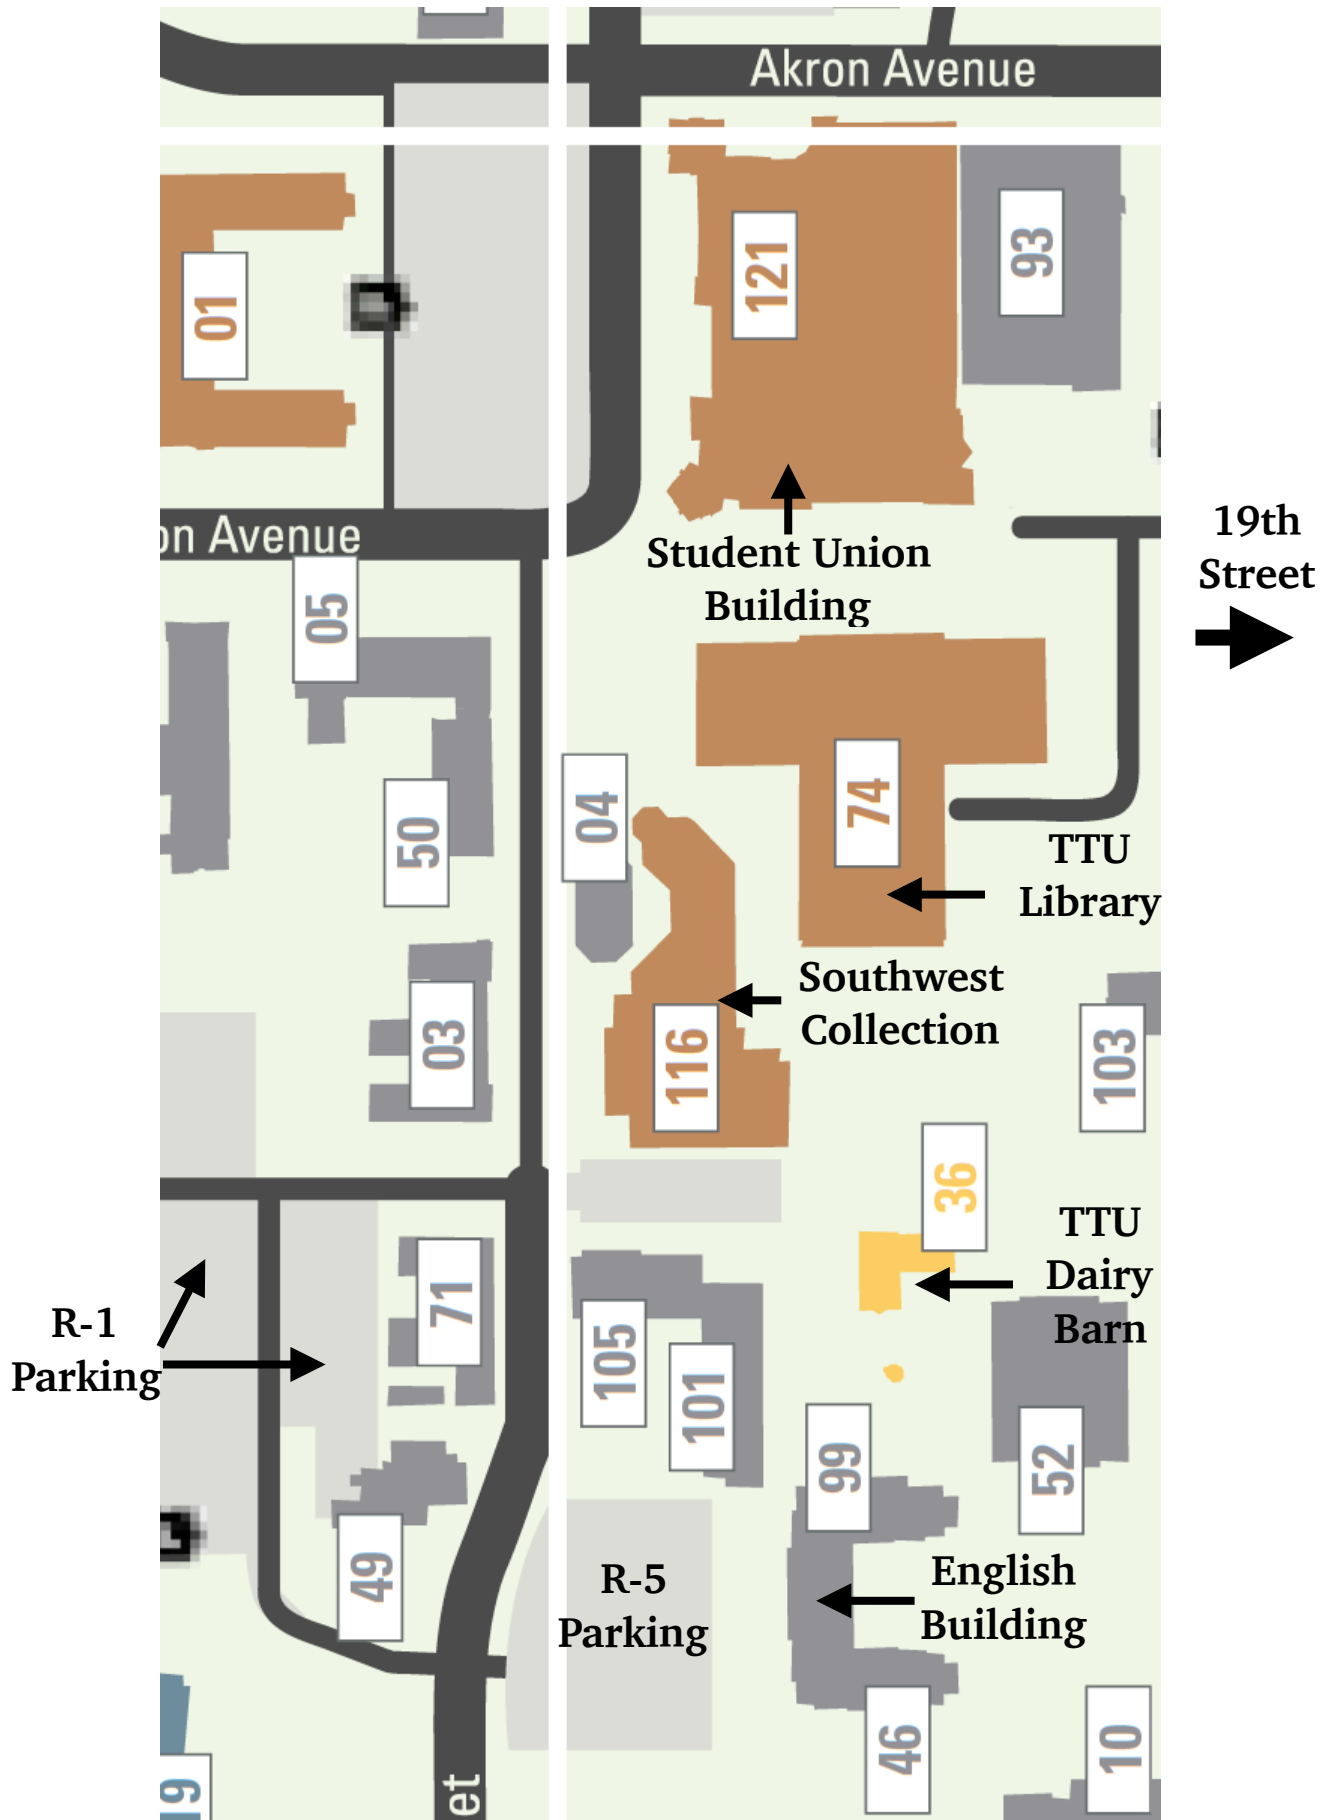 Akron Avenue
01
121
93
on Avenue
19th
Street
Student Union
Building
05
50
04
74
TTU
Library
Southwest
Collection
03
116
103
36
TTU
Dairy
Barn
R-1
Parking
71
105
101
99
52
49
R-5
Parking
English
Building
46
10
19
et